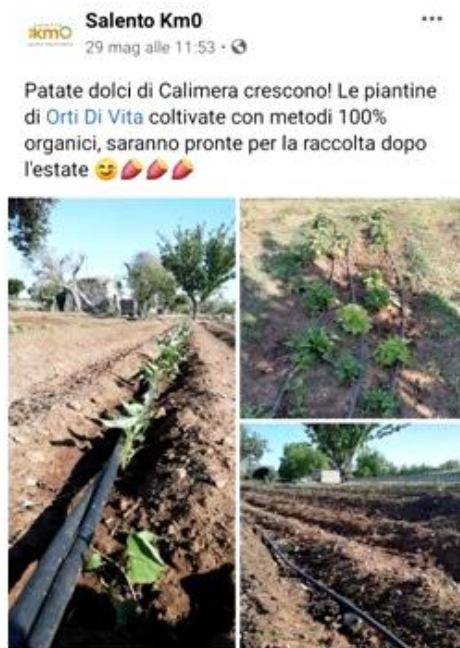 Salento Km0
29 mag alle 11:53
Patate dolci di Calimera crescono! Le piantine
di Orti Di Vita coltivate con metodi 100%
organici, saranno pronte per la raccolta dopo
l'estate 😊🍠🍠🍠
km0